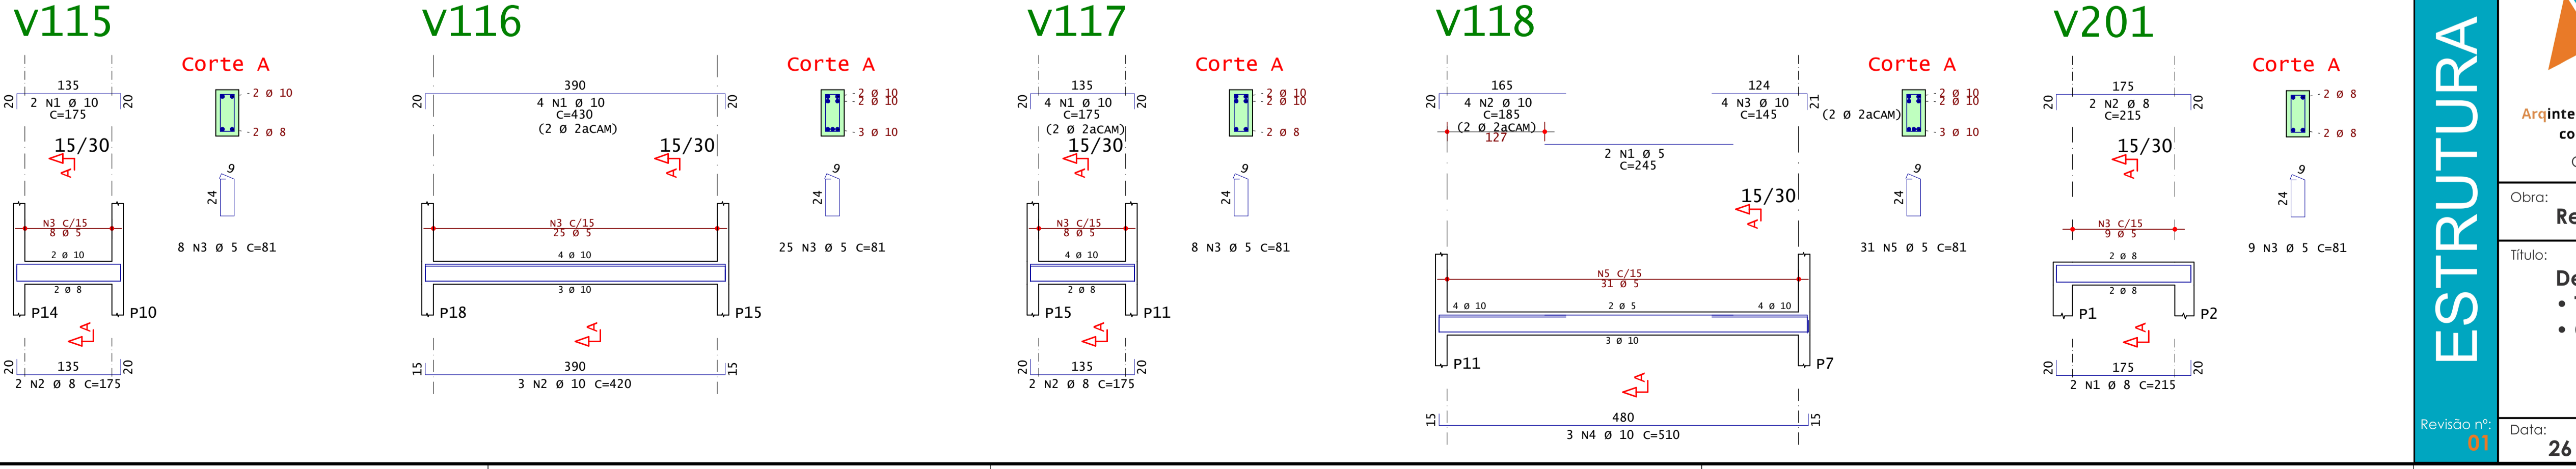 V115
Corte A
135
20
20
2 N1 Ø 10
C=175
2 Ø 10
2 Ø 8
15/30
A
9
24
N3 C/15
8 Ø 5
8 N3 Ø 5 C=81
2 Ø 10
2 Ø 8
P14
P10
A
135
20
20
2 N2 Ø 8 C=175
V116
Corte A
390
20
20
4 N1 Ø 10
C=430
(2 Ø 2aCAM)
2 Ø 10
2 Ø 10
3 Ø 10
15/30
A
9
24
N3 C/15
25 Ø 5
25 N3 Ø 5 C=81
4 Ø 10
3 Ø 10
P18
P15
A
390
15
15
3 N2 Ø 10 C=420
V117
Corte A
135
20
20
4 N1 Ø 10
C=175
(2 Ø 2aCAM)
2 Ø 10
2 Ø 10
2 Ø 8
15/30
A
9
24
N3 C/15
8 Ø 5
8 N3 Ø 5 C=81
4 Ø 10
2 Ø 8
P15
P11
A
135
20
20
2 N2 Ø 8 C=175
V118
Corte A
165
20
4 N2 Ø 10
C=185
(2 Ø 2aCAM)
127
124
21
4 N3 Ø 10
C=145
(2 Ø 2aCAM)
2 Ø 10
2 Ø 10
3 Ø 10
2 N1 Ø 5
C=245
15/30
A
9
24
31 N5 Ø 5 C=81
N5 C/15
31 Ø 5
4 Ø 10
2 Ø 5
4 Ø 10
3 Ø 10
P11
P7
A
480
15
15
3 N4 Ø 10 C=510
V201
Corte A
175
20
20
2 N2 Ø 8
C=215
2 Ø 8
2 Ø 8
15/30
A
9
24
N3 C/15
9 Ø 5
9 N3 Ø 5 C=81
2 Ø 8
2 Ø 8
P1
P2
A
175
20
20
2 N1 Ø 8 C=215
ESTRUTURA
Revisão nº:
01
Arqinte
co
Obra:
Re
Título:
De
Data:
26